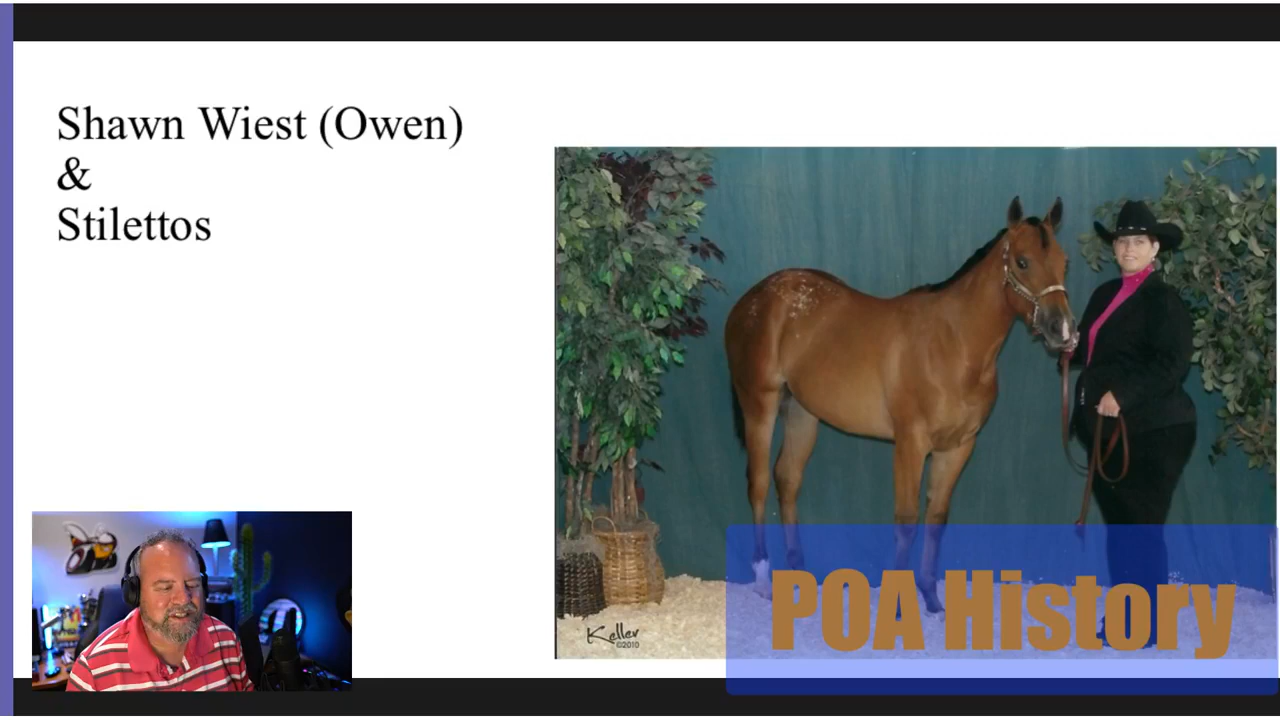 Shawn Wiest (Owen)
&
Stilettos
Keller
©2010
POA History